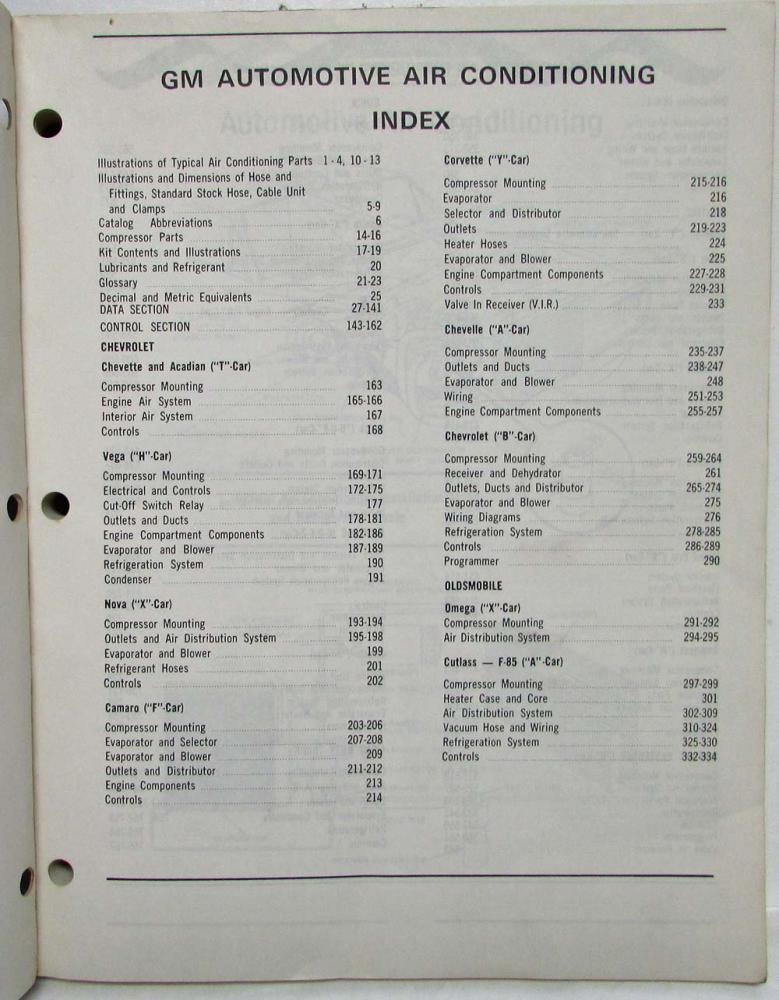 GM AUTOMOTIVE AIR CONDITIONING
INDEX
Illustrations of Typical Air Conditioning Parts 1-4, 10-13
Illustrations and Dimensions of Hose and
Fittings, Standard Stock Hose, Cable Unit
and Clamps 5-9
Catalog Abbreviations 6
Compressor Parts 14-16
Kit Contents and Illustrations 17-19
Lubricants and Refrigerant 20
Glossary 21-23
Decimal and Metric Equivalents 25
DATA SECTION 27-141
CONTROL SECTION 143-162
CHEVROLET
Chevette and Acadian ("T"-Car)
Compressor Mounting 163
Engine Air System 165-166
Interior Air System 167
Controls 168
Vega ("H"-Car)
Compressor Mounting 169-171
Electrical and Controls 172-175
Cut-Off Switch Relay 177
Outlets and Ducts 178-181
Engine Compartment Components 182-186
Evaporator and Blower 187-189
Refrigeration System 190
Condenser 191
Nova ("X"-Car)
Compressor Mounting 193-194
Outlets and Air Distribution System 195-198
Evaporator and Blower 199
Refrigerant Hoses 201
Controls 202
Camaro ("F"-Car)
Compressor Mounting 203-206
Evaporator and Selector 207-208
Evaporator and Blower 209
Outlets and Distributor 211-212
Engine Components 213
Controls 214
Corvette ("Y"-Car)
Compressor Mounting 215-216
Evaporator 216
Selector and Distributor 218
Outlets 219-223
Heater Hoses 224
Evaporator and Blower 225
Engine Compartment Components 227-228
Controls 229-231
Valve In Receiver (V.I.R.) 233
Chevelle ("A"-Car)
Compressor Mounting 235-237
Outlets and Ducts 238-247
Evaporator and Blower 248
Wiring 251-253
Engine Compartment Components 255-257
Chevrolet ("B"-Car)
Compressor Mounting 259-264
Receiver and Dehydrator 261
Outlets, Ducts and Distributor 265-274
Evaporator and Blower 275
Wiring Diagrams 276
Refrigeration System 278-285
Controls 286-289
Programmer 290
OLDSMOBILE
Omega ("X"-Car)
Compressor Mounting 291-292
Air Distribution System 294-295
Cutlass — F-85 ("A"-Car)
Compressor Mounting 297-299
Heater Case and Core 301
Air Distribution System 302-309
Vacuum Hose and Wiring 310-324
Refrigeration System 325-330
Controls 332-334